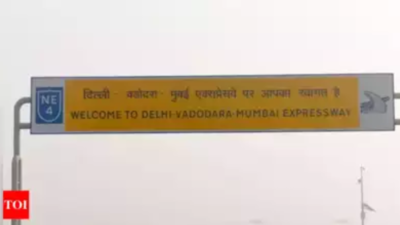 NE
4
दिल्ली - वडोदरा - मुंबई एक्सप्रेसवे पर आपका स्वागत है
WELCOME TO DELHI-VADODARA-MUMBAI EXPRESSWAY
TOI